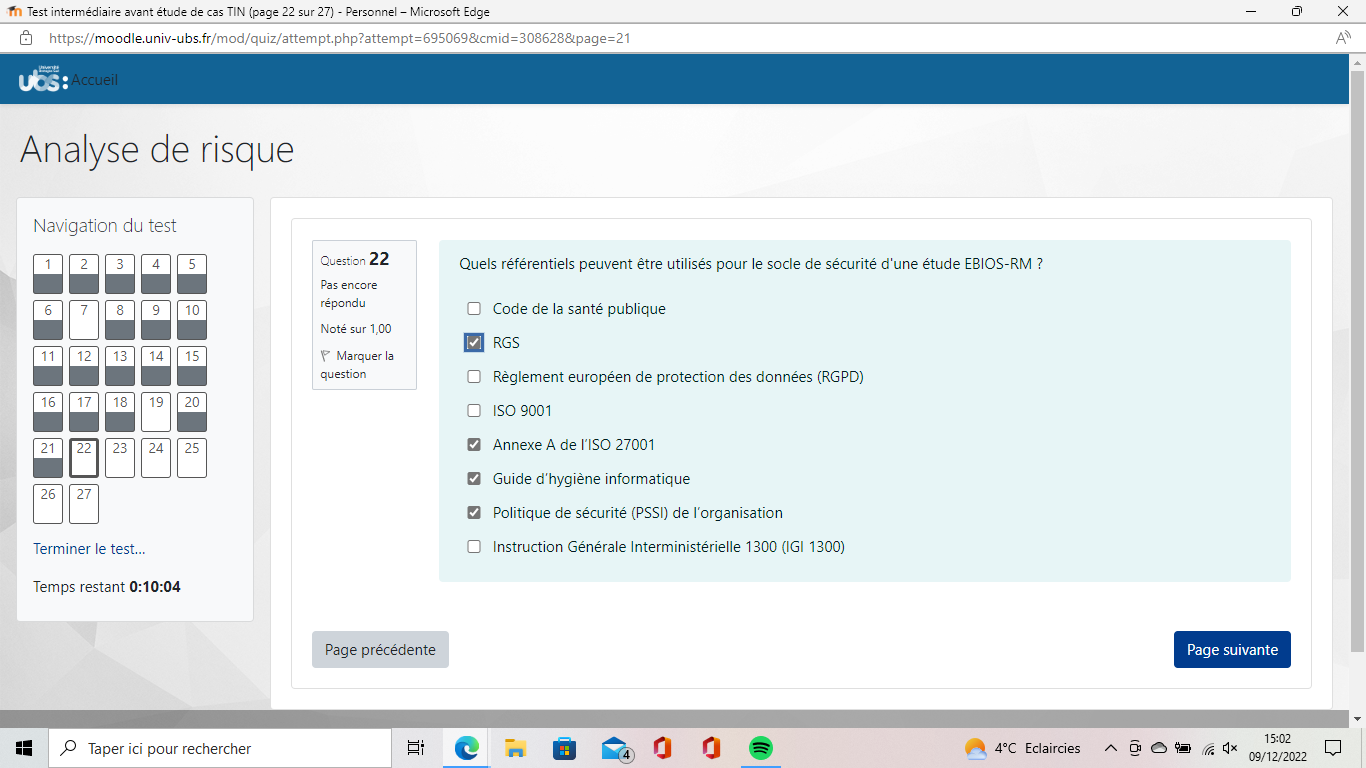 Test intermédiaire avant étude de cas TIN (page 22 sur 27) - Personnel – Microsoft Edge
https://moodle.univ-ubs.fr/mod/quiz/attempt.php?attempt=695069&cmid=308628&page=21
ubs: Accueil
Analyse de risque
Navigation du test
1 2 3 4 5
6 7 8 9 10
11 12 13 14 15
16 17 18 19 20
21 22 23 24 25
26 27
Terminer le test...
Temps restant 0:10:04
Question 22
Pas encore
répondu
Noté sur 1,00
Marquer la
question
Quels référentiels peuvent être utilisés pour le socle de sécurité d'une étude EBIOS-RM ?
Code de la santé publique
RGS
Règlement européen de protection des données (RGPD)
ISO 9001
Annexe A de l'ISO 27001
Guide d'hygiène informatique
Politique de sécurité (PSSI) de l'organisation
Instruction Générale Interministérielle 1300 (IGI 1300)
Page précédente
Page suivante
Taper ici pour rechercher
4
4°C Eclaircies
15:02
09/12/2022